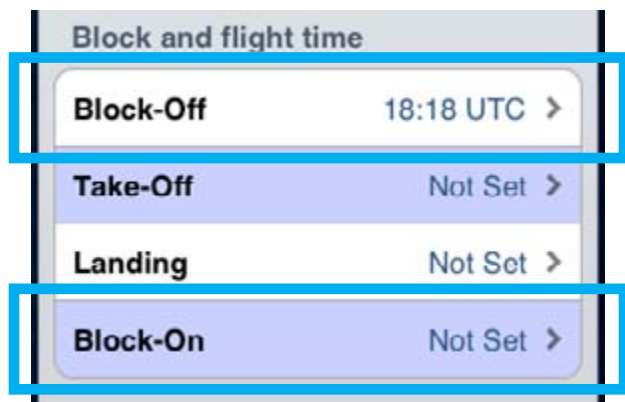 Block and flight time
Block-Off 18:18 UTC >
Take-Off Not Set >
Landing Not Set >
Block-On Not Set >